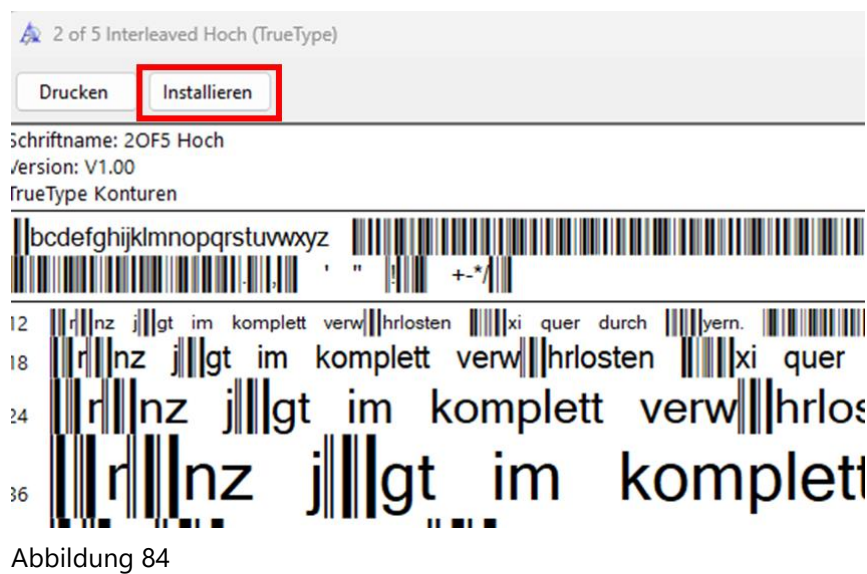 2 of 5 Interleaved Hoch (TrueType)
Drucken Installieren
Schriftname: 2OF5 Hoch
Version: V1.00
TrueType Konturen
bcdefghijklmnopqrstuvwxyz
. , ' " ! +-*/
12 r nz j gt im komplett verw hrlosten xi quer durch yern.
18 r nz j gt im komplett verw hrlosten xi quer
24 r nz j gt im komplett verw hrlos
36 r nz j gt im komplett
Abbildung 84